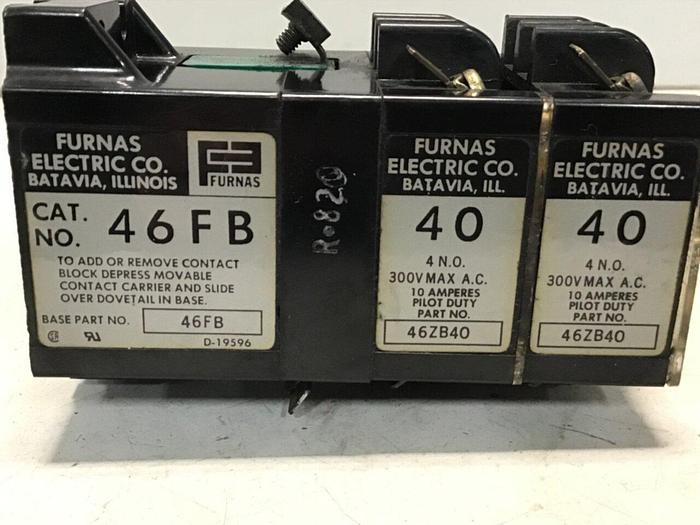 FURNAS
ELECTRIC CO.
BATAVIA, ILLINOIS
FURNAS
CAT.
NO. 46FB
TO ADD OR REMOVE CONTACT
BLOCK DEPRESS MOVABLE
CONTACT CARRIER AND SLIDE
OVER DOVETAIL IN BASE.
BASE PART NO. 46FB
D-19596
R.820
FURNAS
ELECTRIC CO.
BATAVIA, ILL.
40
4 N.O.
300V MAX A.C.
10 AMPERES
PILOT DUTY
PART NO.
46ZB40
FURNAS
ELECTRIC CO.
BATAVIA, ILL.
40
4 N.O.
300V MAX A.C.
10 AMPERES
PILOT DUTY
PART NO.
46ZB40